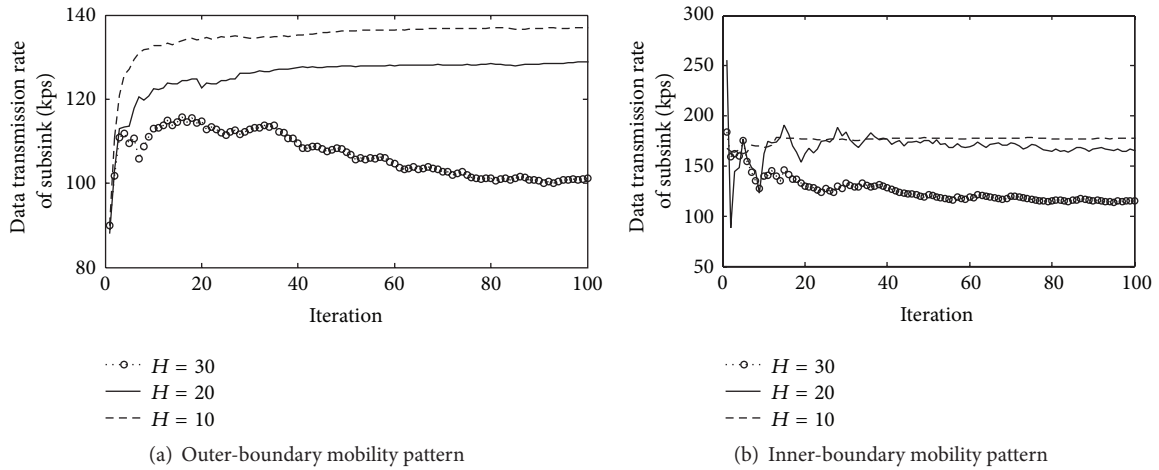 Data transmission rate
of subsink (kps)
140
120
100
80
0
20
40
60
80
100
Iteration
H = 30
H = 20
H = 10
(a) Outer-boundary mobility pattern
Data transmission rate
of subsink (kps)
300
250
200
150
100
50
0
20
40
60
80
100
Iteration
H = 30
H = 20
H = 10
(b) Inner-boundary mobility pattern